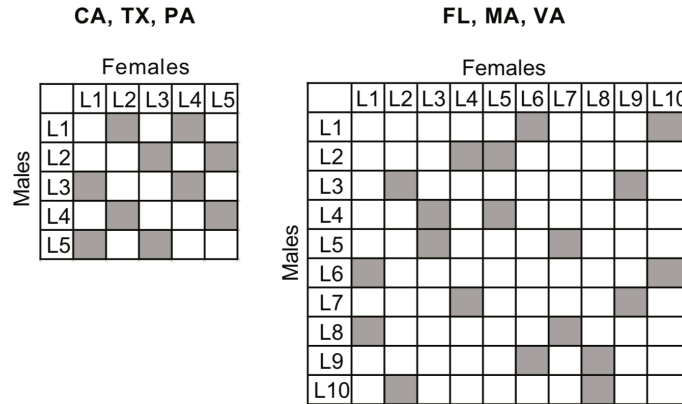 CA, TX, PA
Females
L1 L2 L3 L4 L5
Males
L1
L2
L3
L4
L5
FL, MA, VA
Females
L1 L2 L3 L4 L5 L6 L7 L8 L9 L10
Males
L1
L2
L3
L4
L5
L6
L7
L8
L9
L10